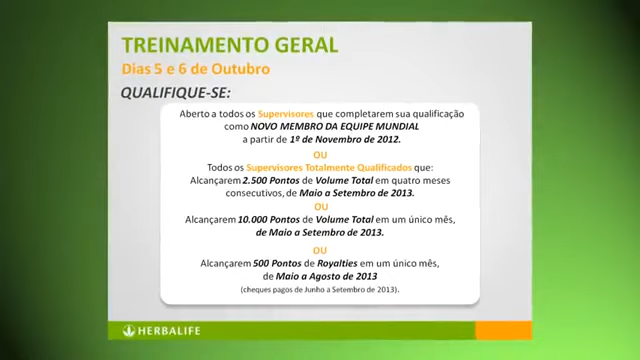 TREINAMENTO GERAL
Dias 5 e 6 de Outubro
QUALIFIQUE-SE:
Aberto a todos os Supervisores que completarem sua qualificação
como NOVO MEMBRO DA EQUIPE MUNDIAL
a partir de 1º de Novembro de 2012.
OU
Todos os Supervisores Totalmente Qualificados que:
Alcançarem 2.500 Pontos de Volume Total em quatro meses
consecutivos, de Maio a Setembro de 2013.
OU
Alcançarem 10.000 Pontos de Volume Total em um único mês,
de Maio a Setembro de 2013.
OU
Alcançarem 500 Pontos de Royalties em um único mês,
de Maio a Agosto de 2013
(cheques pagos de Junho a Setembro de 2013).
HERBALIFE